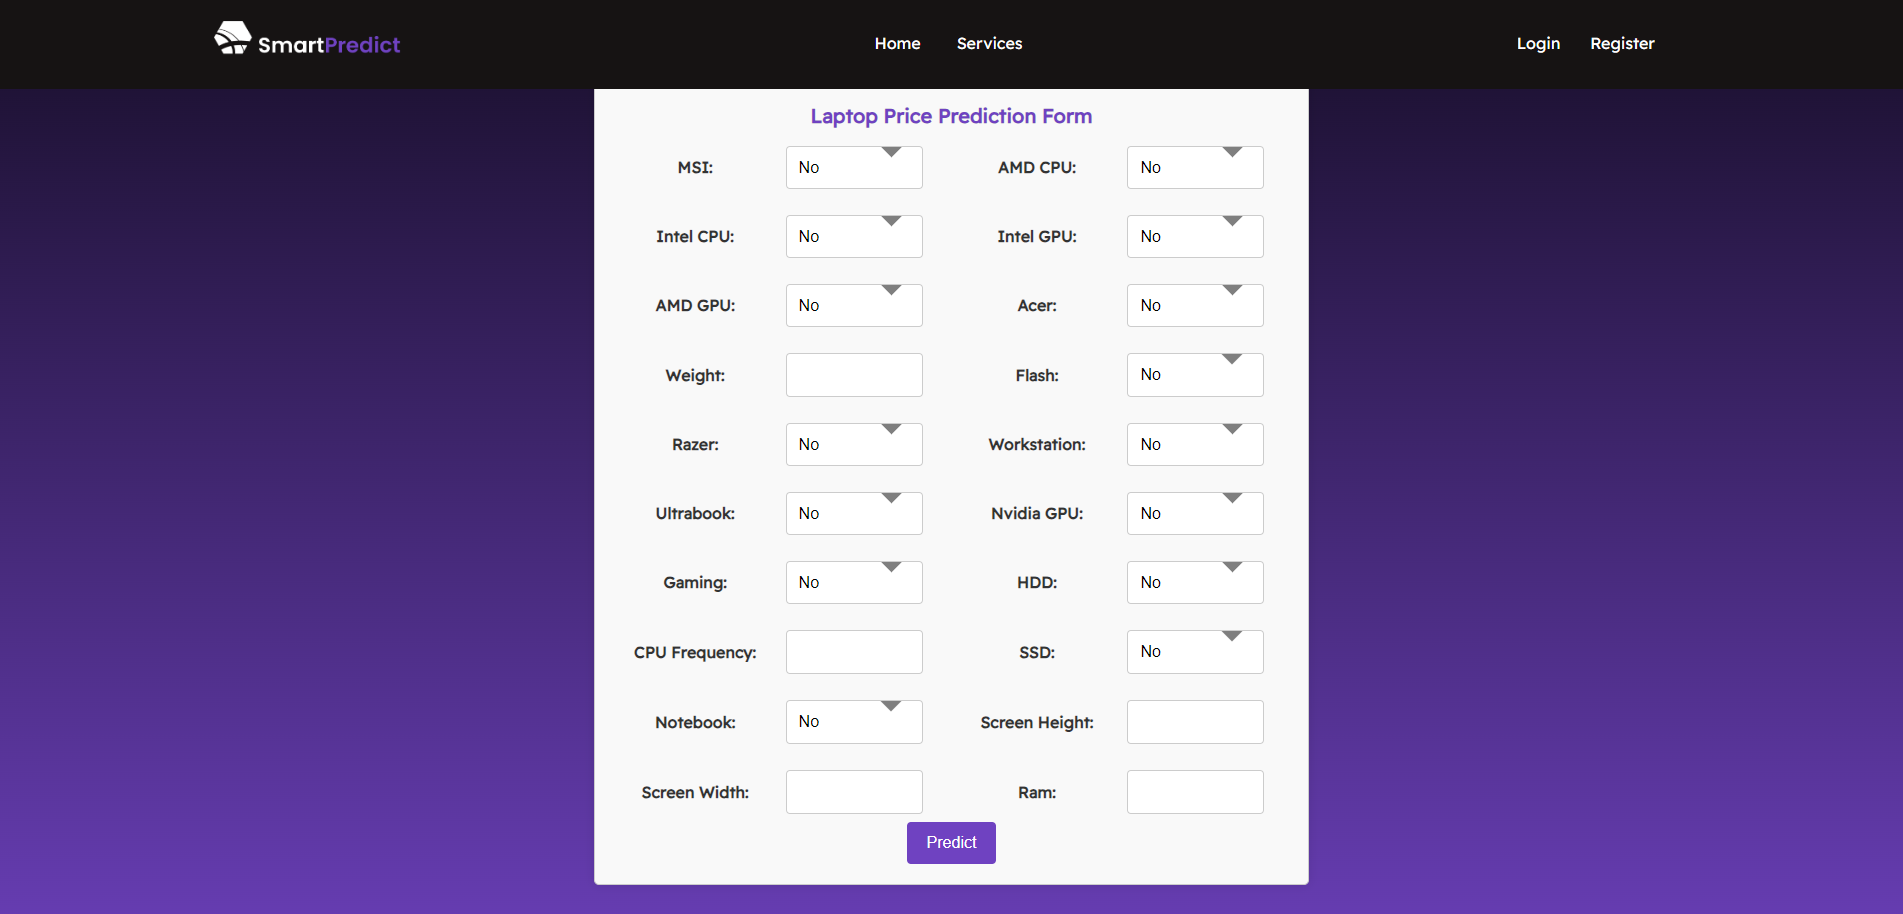 SmartPredict Home Services Login Register
Laptop Price Prediction Form
MSI: No AMD CPU: No
Intel CPU: No Intel GPU: No
AMD GPU: No Acer: No
Weight: Flash: No
Razer: No Workstation: No
Ultrabook: No Nvidia GPU: No
Gaming: No HDD: No
CPU Frequency: SSD: No
Notebook: No Screen Height:
Screen Width: Ram:
Predict